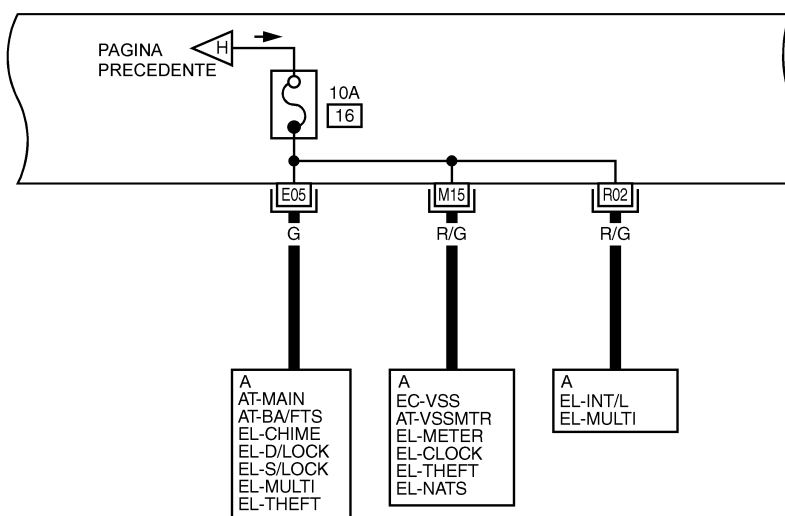 PAGINA
PRECEDENTE
H
10A
16
E05
M15
R02
G
R/G
R/G
A
AT-MAIN
AT-BA/FTS
EL-CHIME
EL-D/LOCK
EL-S/LOCK
EL-MULTI
EL-THEFT
A
EC-VSS
AT-VSSMTR
EL-METER
EL-CLOCK
EL-THEFT
EL-NATS
A
EL-INT/L
EL-MULTI